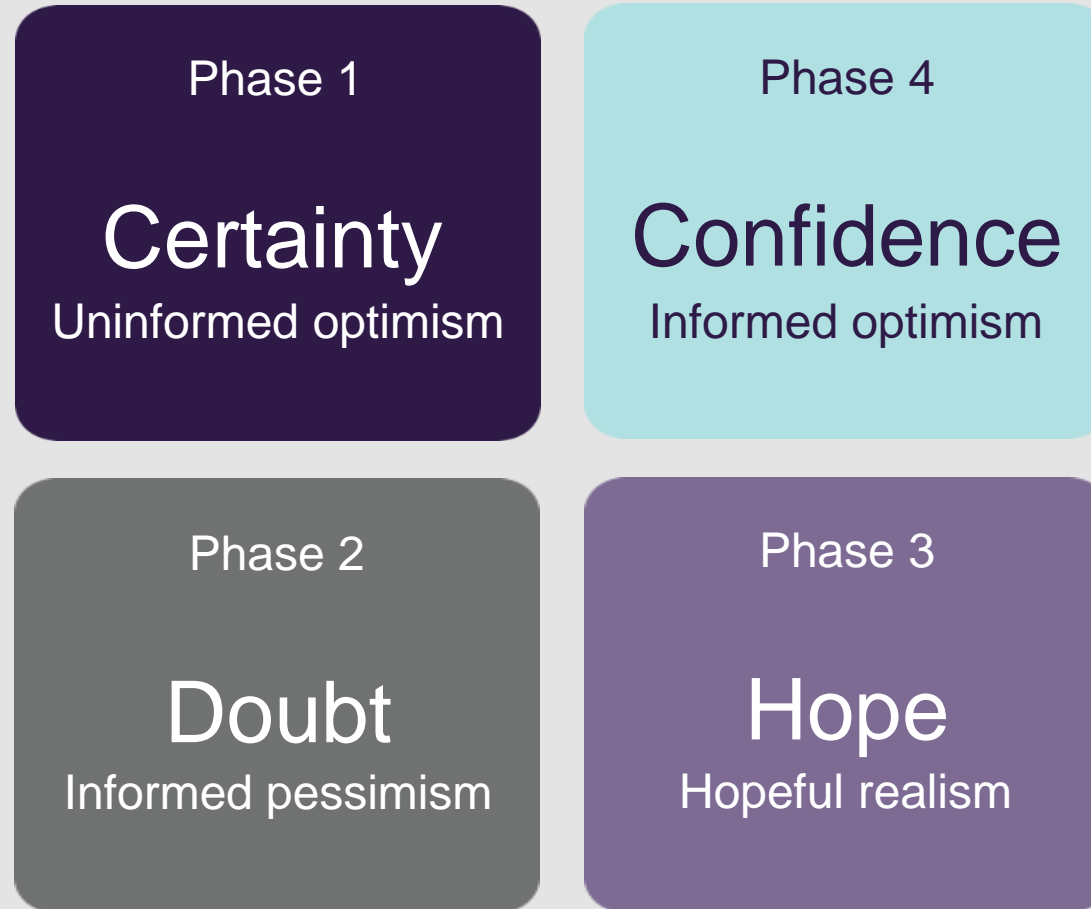 Phase 1
Certainty
Uninformed optimism
Phase 4
Confidence
Informed optimism
Phase 2
Doubt
Informed pessimism
Phase 3
Hope
Hopeful realism